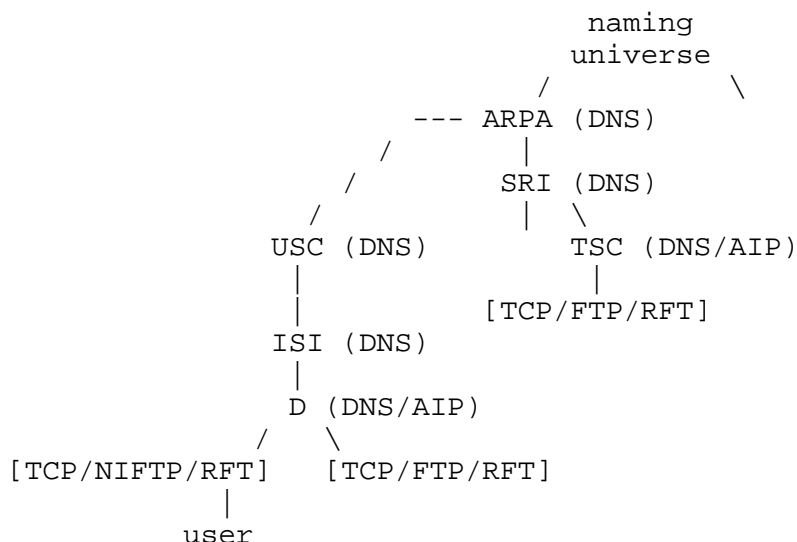 naming
universe
/ \
--- ARPA (DNS)
/ |
/ SRI (DNS)
/ | \
USC (DNS) TSC (DNS/AIP)
| |
| [TCP/FTP/RFT]
ISI (DNS)
|
D (DNS/AIP)
/ \
[TCP/NIFTP/RFT] [TCP/FTP/RFT]
|
user